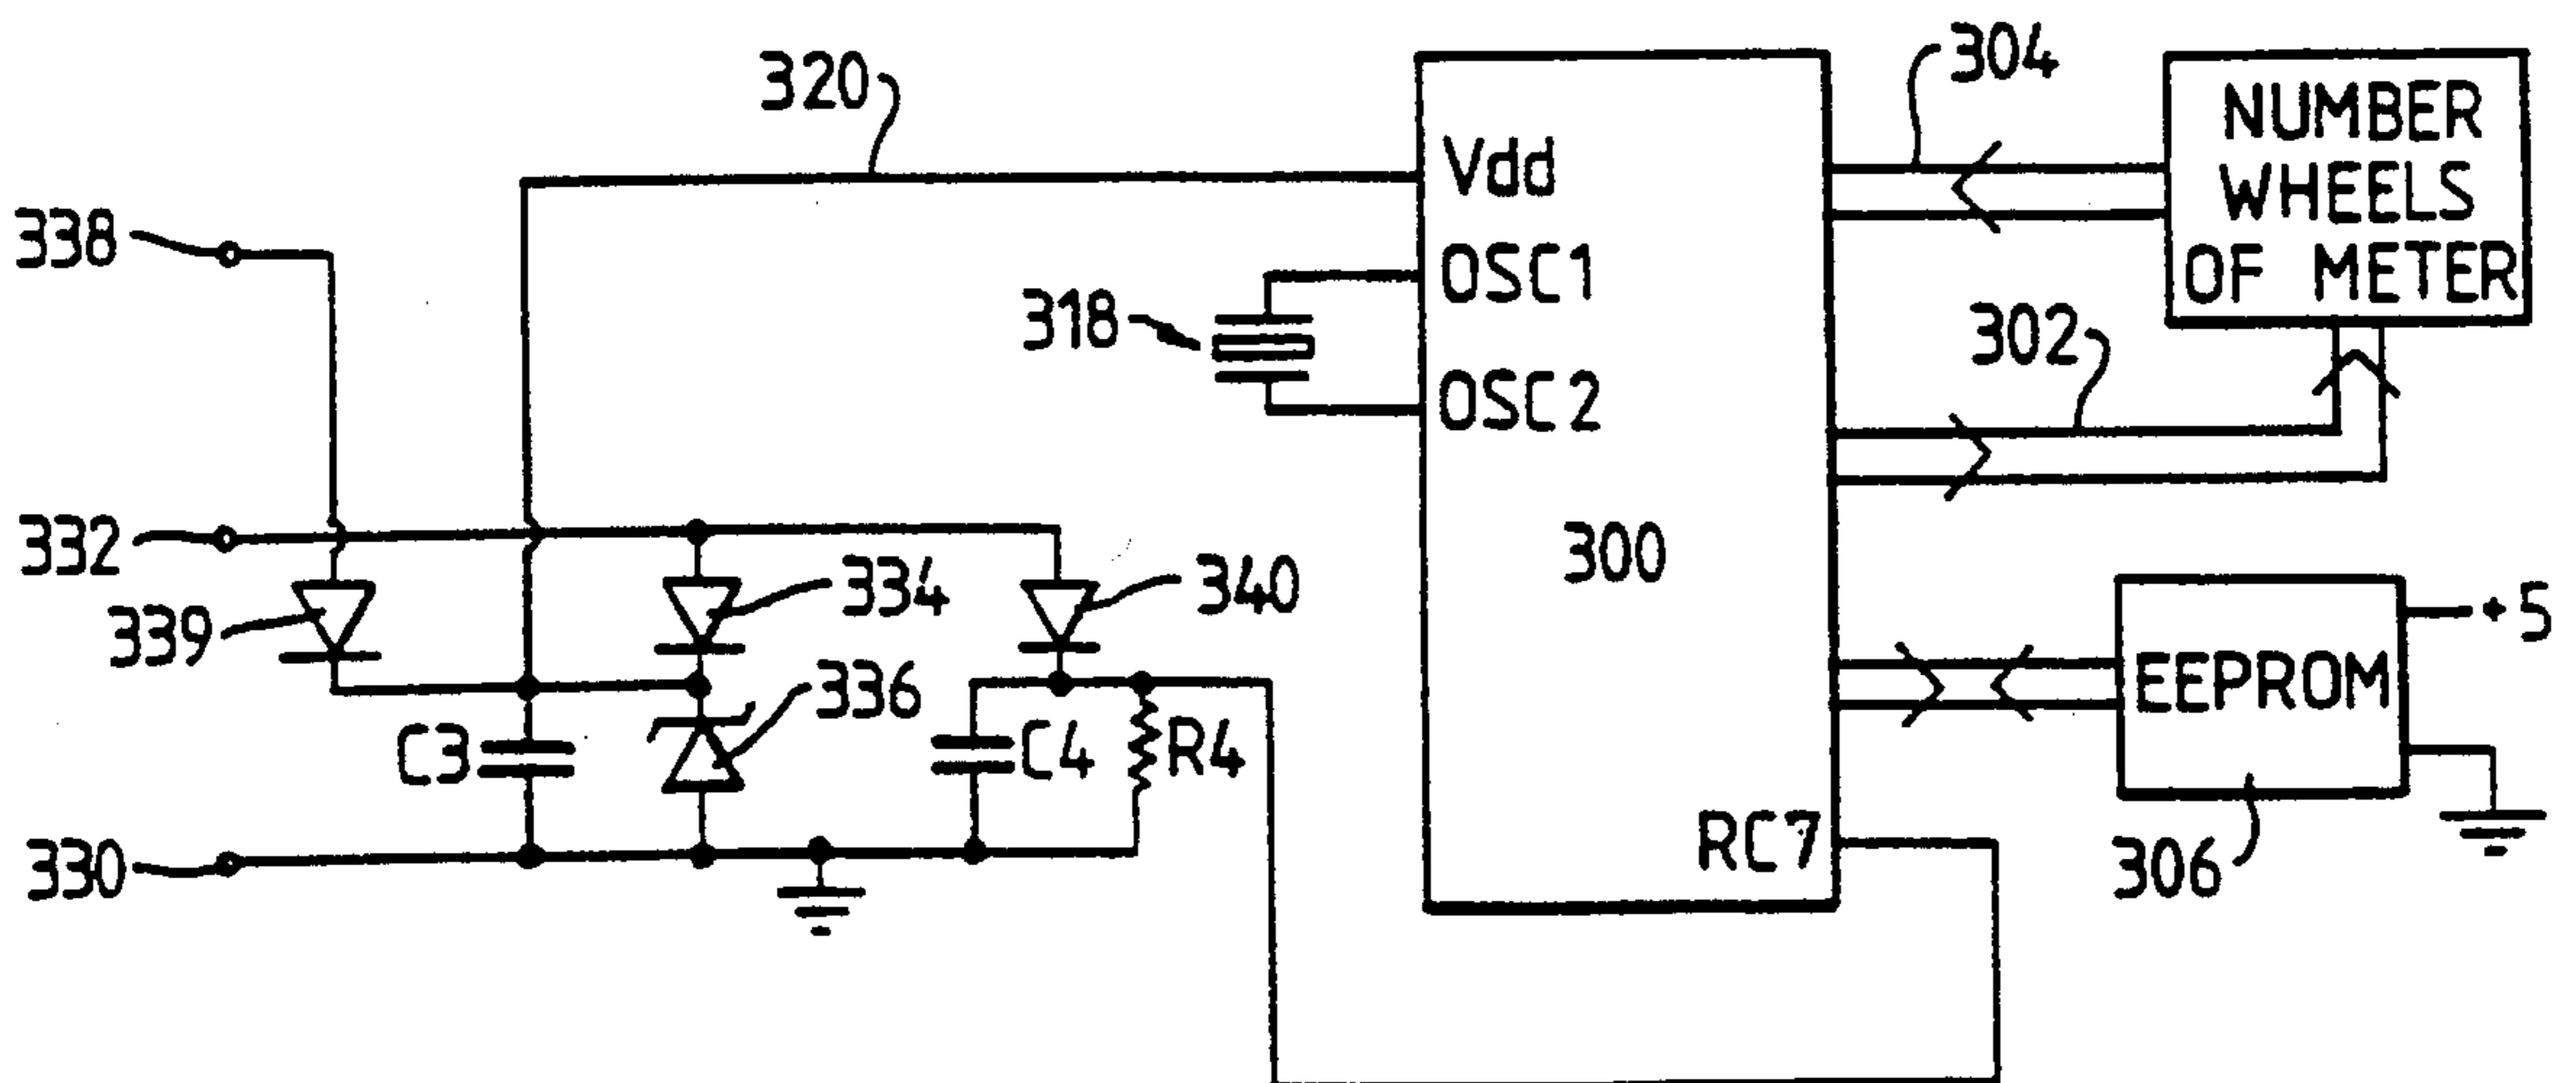 320
304
NUMBER
WHEELS
OF METER
Vdd
338
OSC1
318
302
OSC2
332
334
340
300
339
+5
336
EEPROM
C3
C4
R4
RC7
330
306